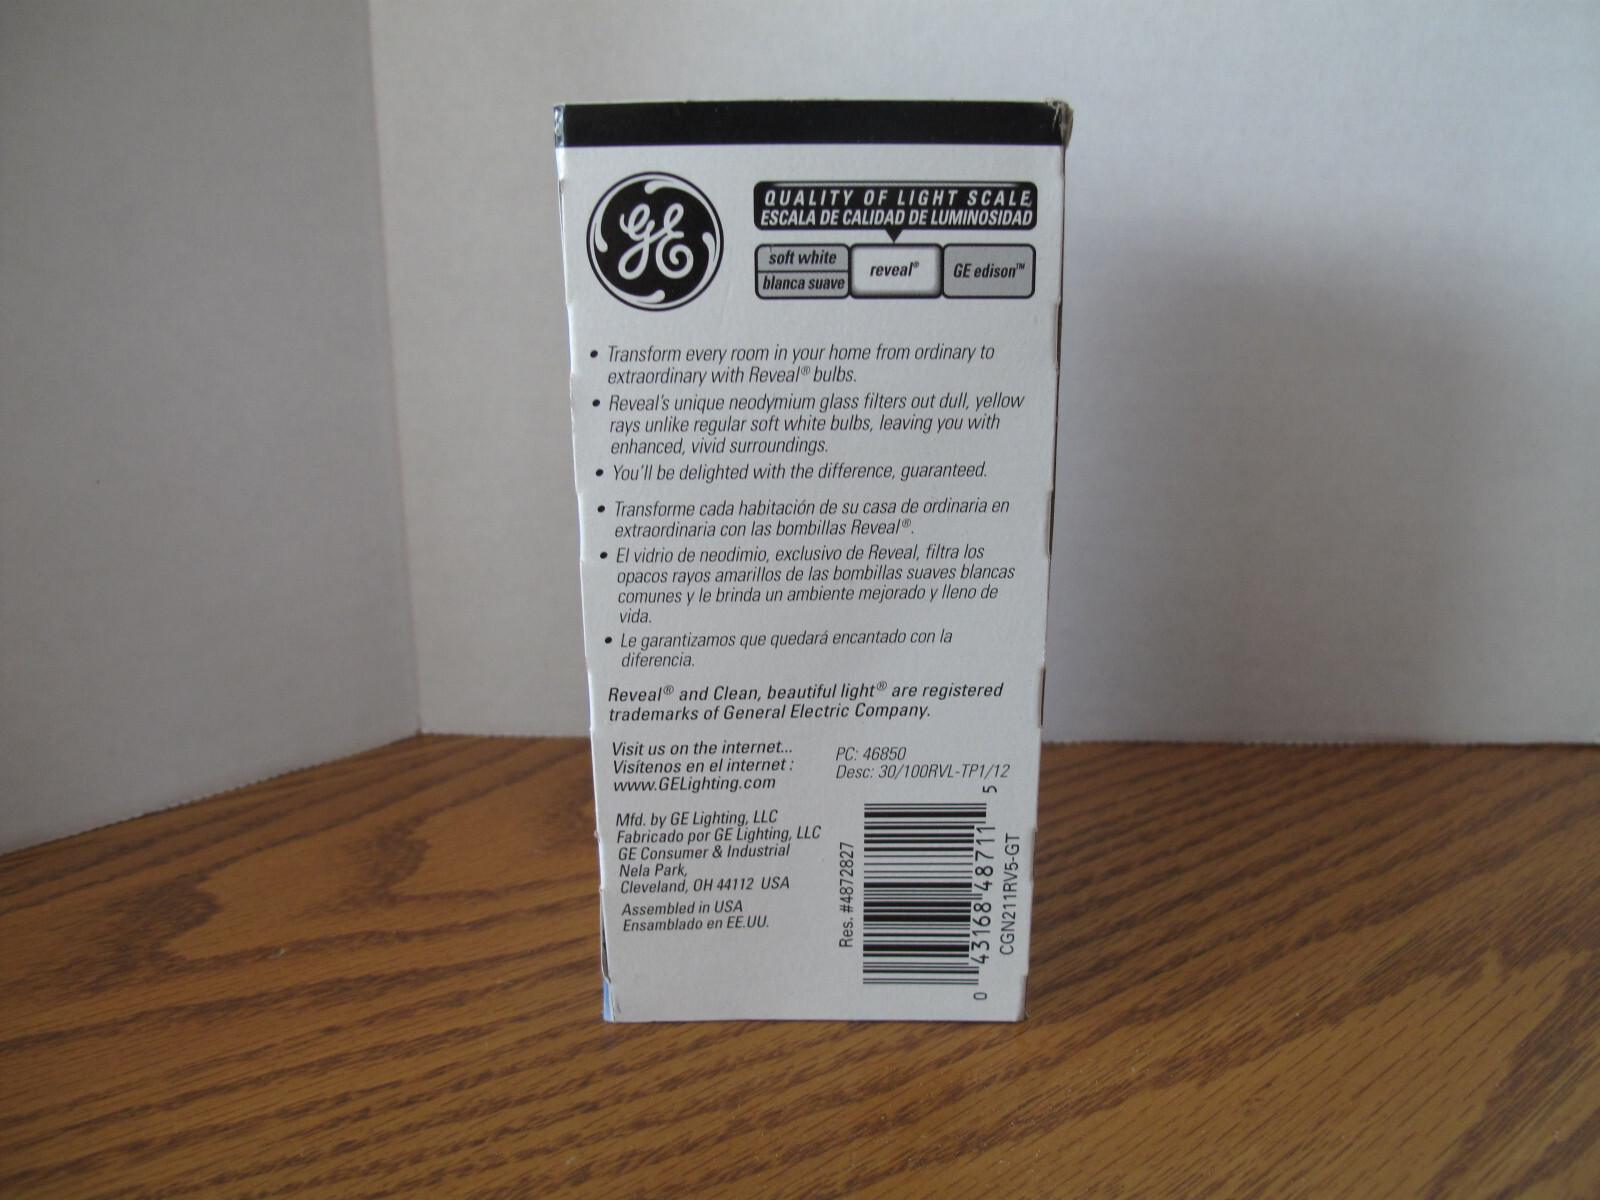 GE
QUALITY OF LIGHT SCALE
ESCALA DE CALIDAD DE LUMINOSIDAD
soft white
blanca suave
reveal®
GE edison™
• Transform every room in your home from ordinary to
extraordinary with Reveal® bulbs.
• Reveal's unique neodymium glass filters out dull, yellow
rays unlike regular soft white bulbs, leaving you with
enhanced, vivid surroundings.
• You'll be delighted with the difference, guaranteed.
• Transforme cada habitación de su casa de ordinaria en
extraordinaria con las bombillas Reveal®.
• El vidrio de neodimio, exclusivo de Reveal, filtra los
opacos rayos amarillos de las bombillas suaves blancas
comunes y le brinda un ambiente mejorado y lleno de
vida.
• Le garantizamos que quedará encantado con la
diferencia.
Reveal® and Clean, beautiful light® are registered
trademarks of General Electric Company.
Visit us on the internet...
Visítenos en el internet :
www.GELighting.com
Mfd. by GE Lighting, LLC
Fabricado por GE Lighting, LLC
GE Consumer & Industrial
Nela Park,
Cleveland, OH 44112 USA
Assembled in USA
Ensamblado en EE.UU.
PC: 46850
Desc: 30/100RVL-TP1/12
Res. #4872827
0 43168 48711 5
CGN211RV5-GT